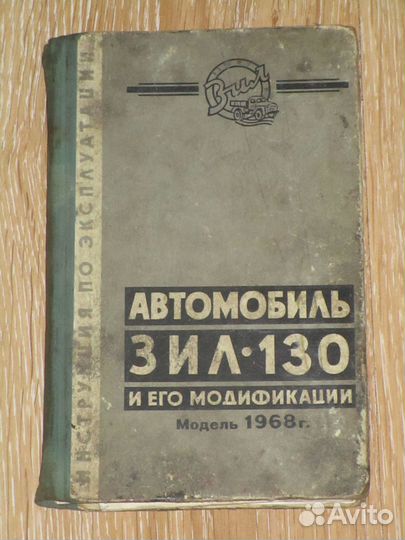 ИНСТРУКЦИЯ ПО ЭКСПЛУАТАЦИИ
ЗИЛ
АВТОМОБИЛЬ
ЗИЛ·130
И ЕГО МОДИФИКАЦИИ
Модель 1968г.
Avito